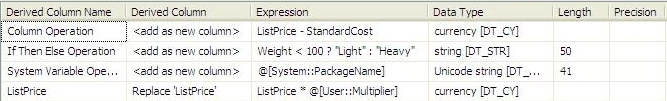 Derived Column Name Derived Column Expression Data Type Length Precision
Column Operation <add as new column> ListPrice - StandardCost currency [DT_CY]
If Then Else Operation <add as new column> Weight < 100 ? "Light" : "Heavy" string [DT_STR] 50
System Variable Ope... <add as new column> @[System::PackageName] Unicode string [DT_... 41
ListPrice Replace 'ListPrice' ListPrice * @[User::Multiplier] currency [DT_CY]